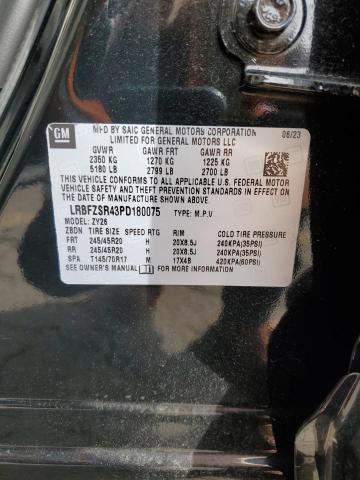 GM
MFD BY SAIC GENERAL MOTORS CORPORATION 06/23
LIMITED FOR GENERAL MOTORS LLC
GVWR GAWR FRT GAWR RR
2350 KG 1270 KG 1225 KG
5180 LB 2799 LB 2700 LB
THIS VEHICLE CONFORMS TO ALL APPLICABLE U.S. FEDERAL
MOTOR VEHICLE SAFETY, BUMPER, AND THEFT PREVENTION
STANDARDS IN EFFECT ON THE DATE OF MANUFACTURE SHOWN ABOVE.
LRBFZSR43PD180075 TYPE: M.P.V
ZY26
ZBDN TIRE SIZE SPEED RTG RIM COLD TIRE PRESSURE
FRT 245/45R20 H 20X8.5J 240KPA(35PSI)
RR 245/45R20 H 20X8.5J 240KPA(35PSI)
SPA T145/70R17 M 17X4B 420KPA(60PSI)
SEE OWNER MANUAL FOR MORE INFORMATION